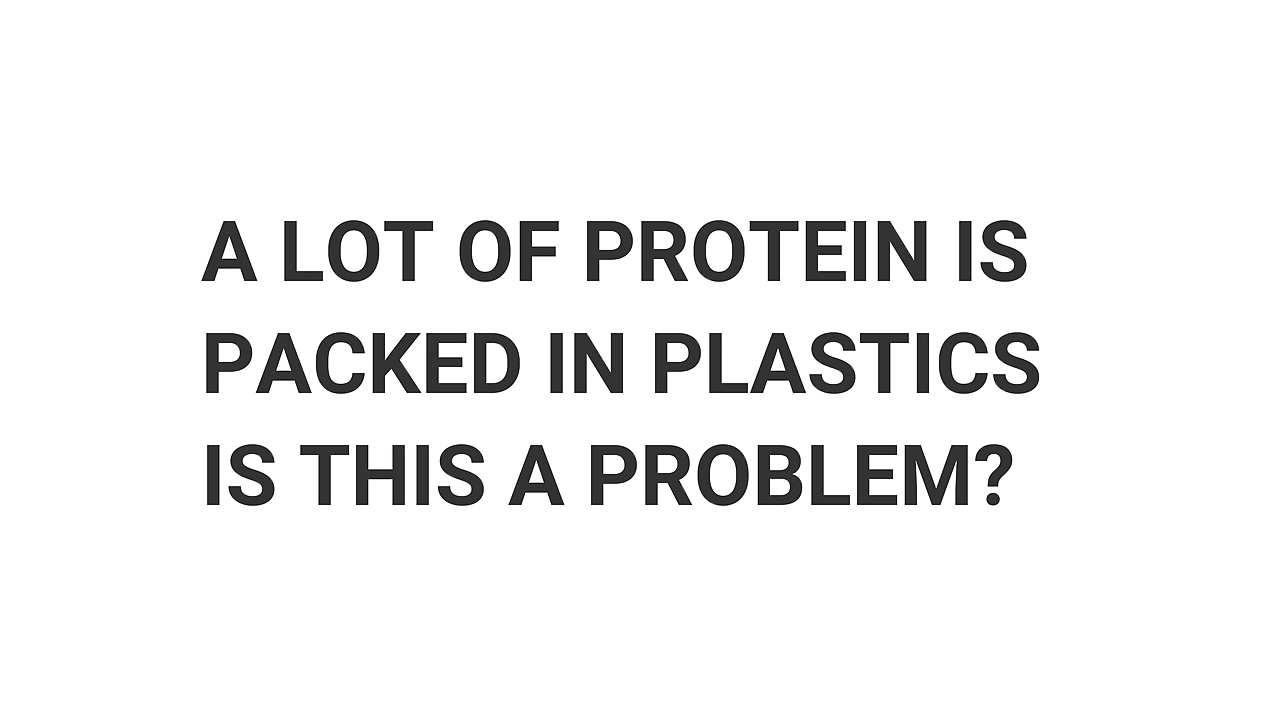 A LOT OF PROTEIN IS
PACKED IN PLASTICS
IS THIS A PROBLEM?